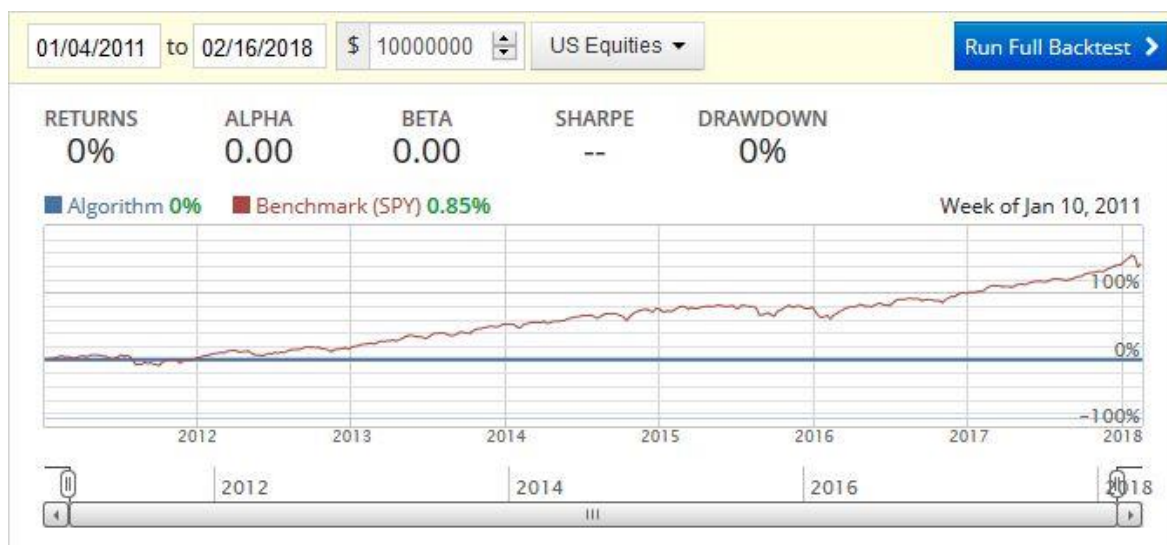 01/04/2011 to 02/16/2018 $ 10000000 US Equities Run Full Backtest
RETURNS ALPHA BETA SHARPE DRAWDOWN
0% 0.00 0.00 -- 0%
Algorithm 0% Benchmark (SPY) 0.85% Week of Jan 10, 2011
100%
0%
-100%
2012 2013 2014 2015 2016 2017 2018
2012 2014 2016 2018